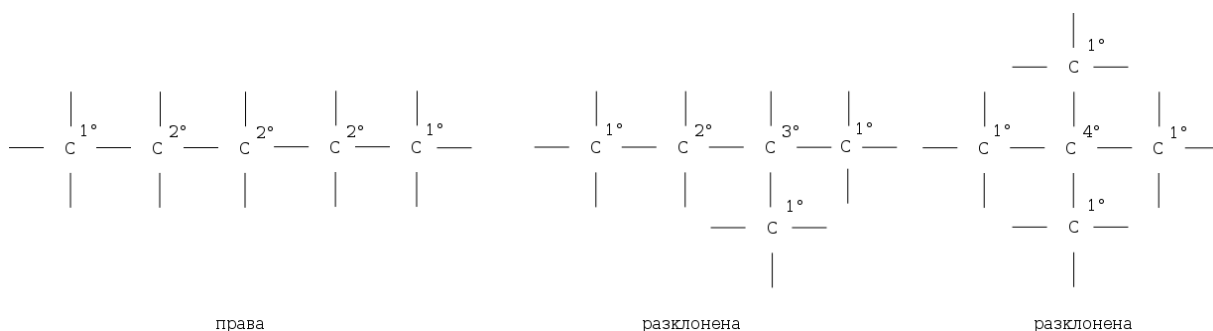 1°
C
1° 2° 2° 2° 1° 1° 2° 3° 1° 1° 4° 1°
C C C C C C C C C C C C
1° 1°
C C
права разклонена разклонена